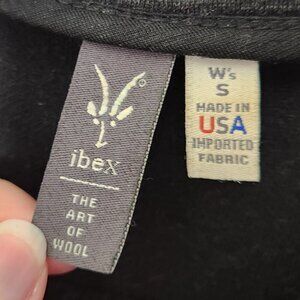 ibex
THE
ART
OF
WOOL
W's
S
MADE IN
USA
IMPORTED
FABRIC